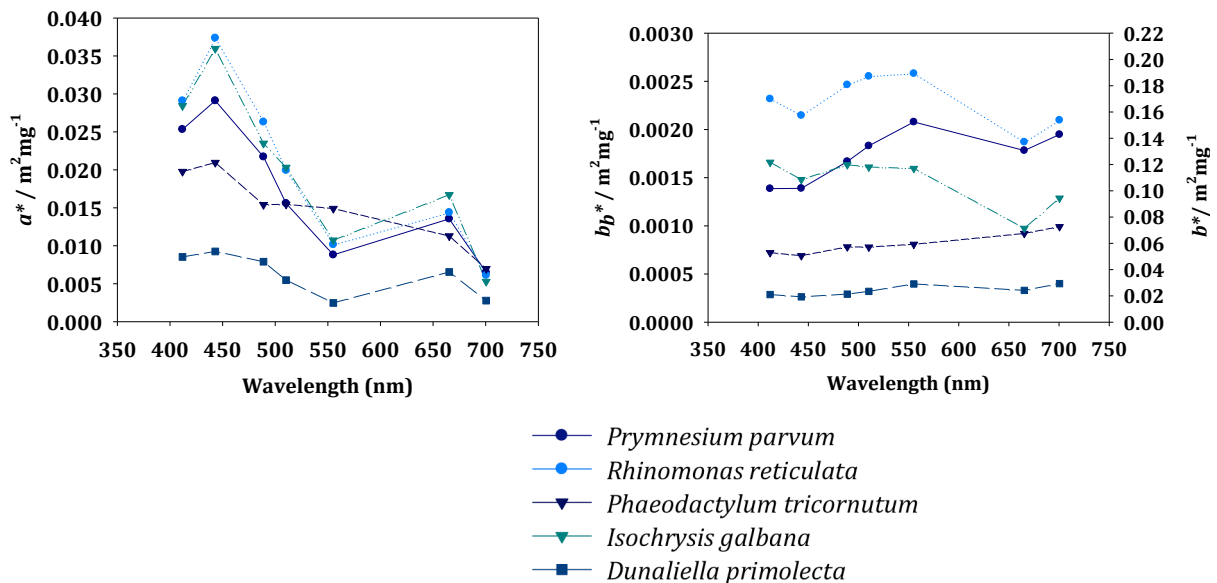 0.040
0.035
0.030
0.025
0.020
0.015
0.010
0.005
0.000
a* / m²mg⁻¹
350 400 450 500 550 600 650 700 750
Wavelength (nm)
0.0030
0.0025
0.0020
0.0015
0.0010
0.0005
0.0000
bb* / m²mg⁻¹
0.22
0.20
0.18
0.16
0.14
0.12
0.10
0.08
0.06
0.04
0.02
0.00
b*/ m²mg⁻¹
350 400 450 500 550 600 650 700 750
Wavelength (nm)
Prymnesium parvum
Rhinomonas reticulata
Phaeodactylum tricornutum
Isochrysis galbana
Dunaliella primolecta